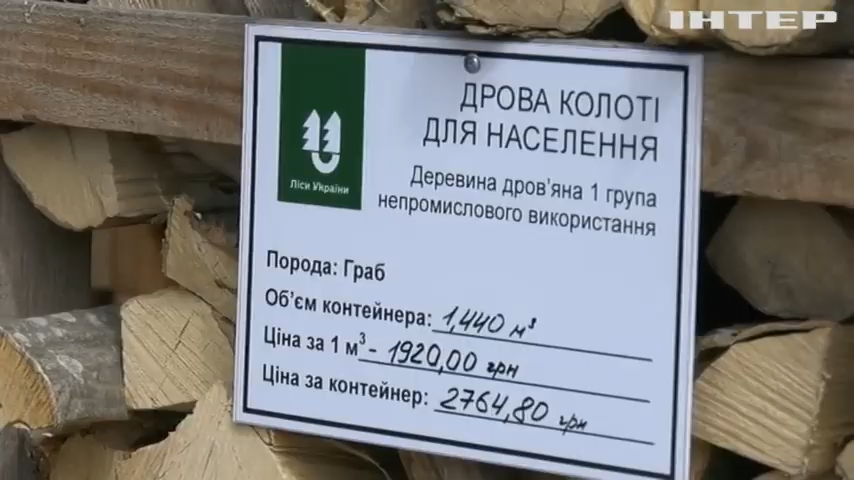 ІНТЕР
ДРОВА КОЛОТІ
ДЛЯ НАСЕЛЕННЯ
Ліси України
Деревина дров'яна 1 група
непромислового використання
Порода: Граб
Об'єм контейнера: 1,440 м³
Ціна за 1 м³ - 1920,00 грн
Ціна за контейнер: 2764,80 грн